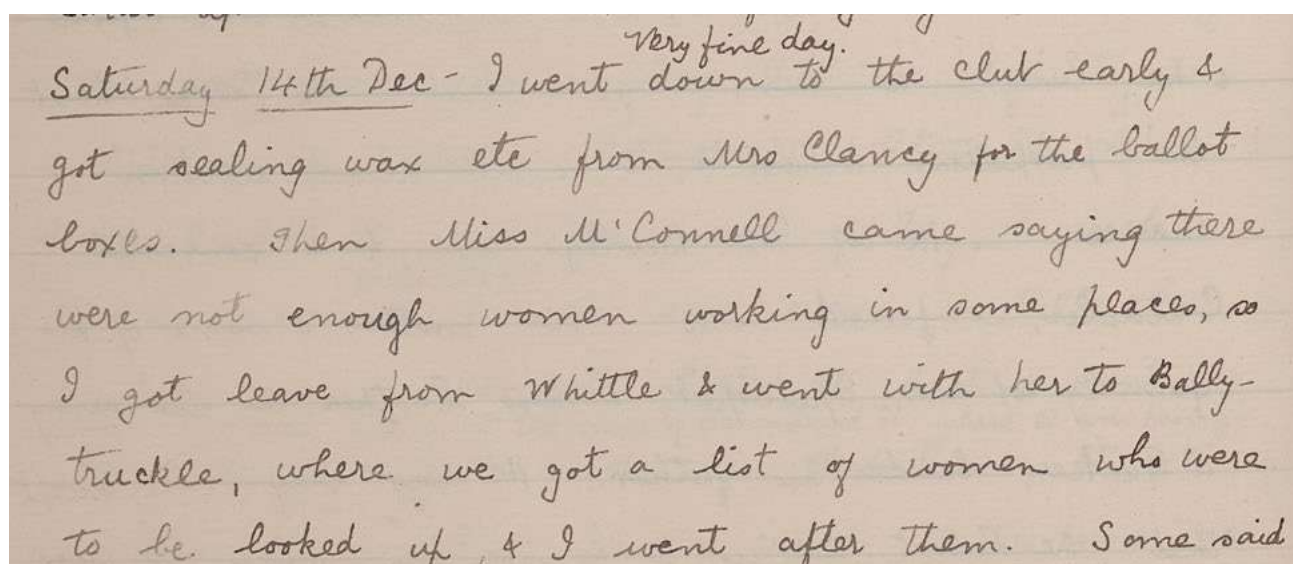 Very fine day.
Saturday 14th Dec - I went down to the club early &
got sealing wax etc from Mrs Clancy for the ballot
boxes. Then Miss M'Connell came saying there
were not enough women working in some places, so
I got leave from Whittle & went with her to Bally-
truckle, where we got a list of women who were
to be looked up, & I went after them. Some said